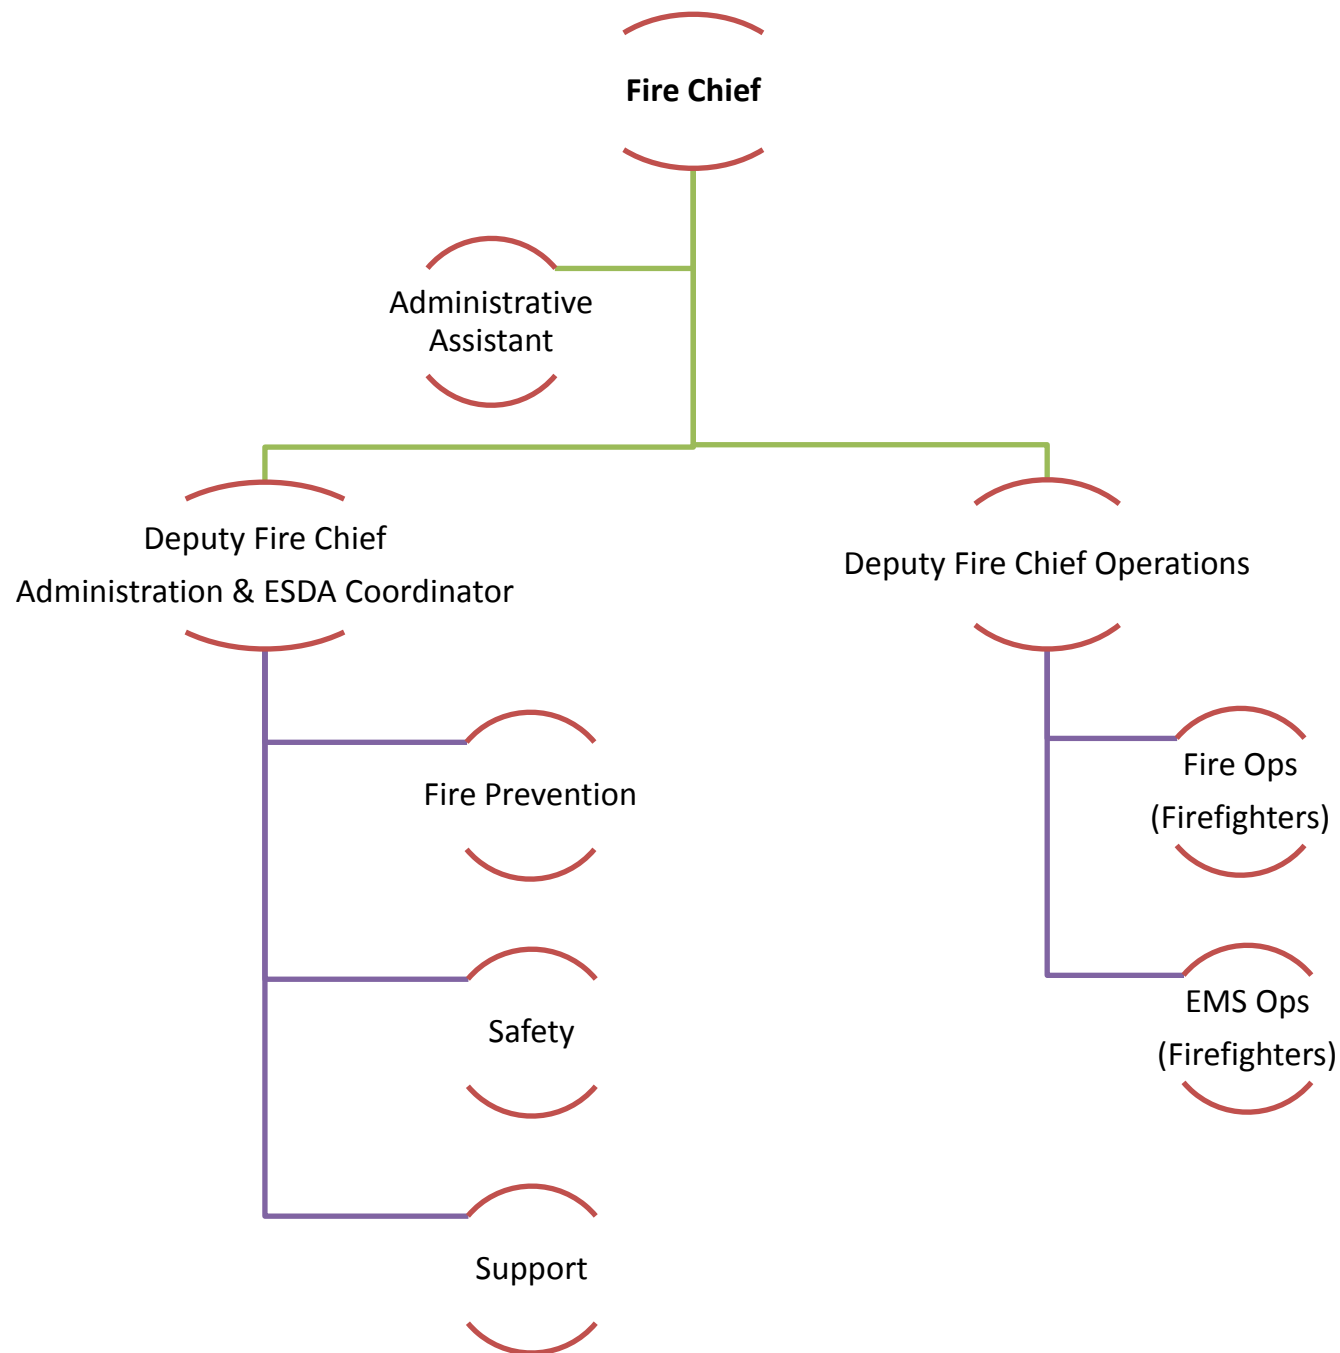 Fire Chief
Administrative
Assistant
Deputy Fire Chief
Administration & ESDA Coordinator
Deputy Fire Chief Operations
Fire Prevention
Safety
Support
Fire Ops
(Firefighters)
EMS Ops
(Firefighters)